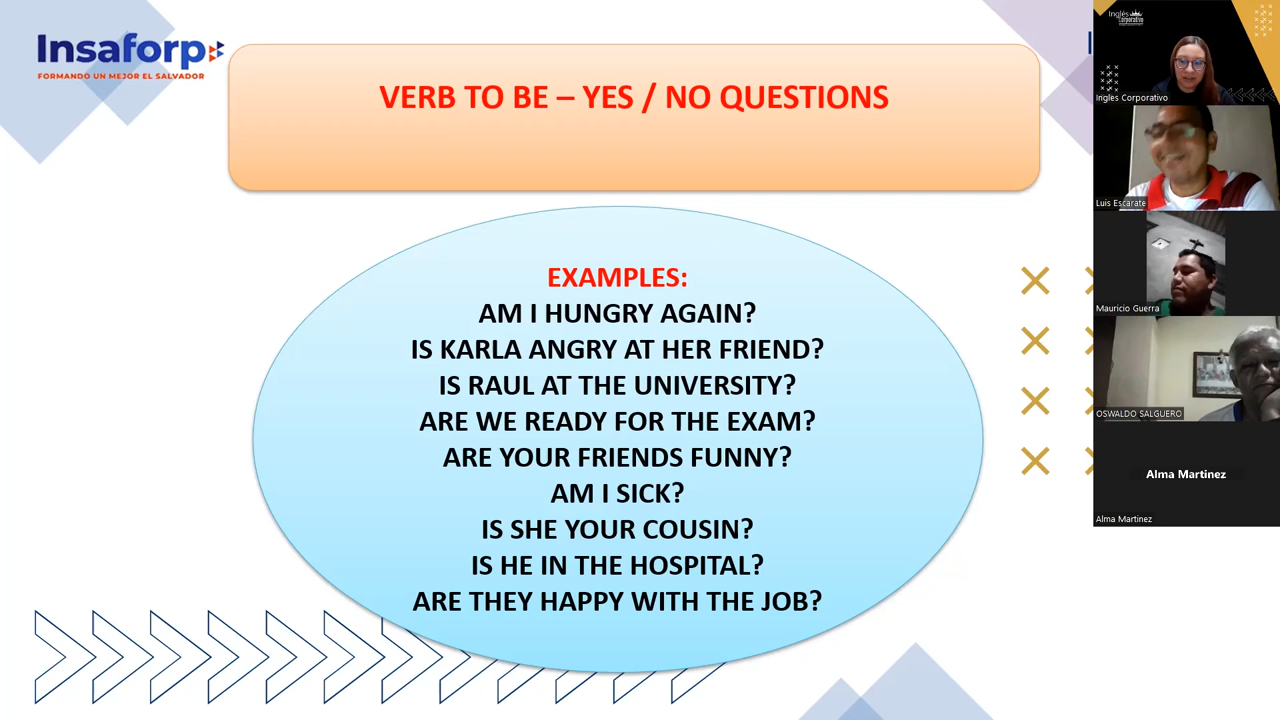 Insaforp
FORMANDO UN MEJOR EL SALVADOR
VERB TO BE – YES / NO QUESTIONS
EXAMPLES:
AM I HUNGRY AGAIN?
IS KARLA ANGRY AT HER FRIEND?
IS RAUL AT THE UNIVERSITY?
ARE WE READY FOR THE EXAM?
ARE YOUR FRIENDS FUNNY?
AM I SICK?
IS SHE YOUR COUSIN?
IS HE IN THE HOSPITAL?
ARE THEY HAPPY WITH THE JOB?
Inglés
Corporativo
Ingles Corporativo
Luis Escarate
Mauricio Guerra
OSWALDO SALGUERO
Alma Martinez
Alma Martinez